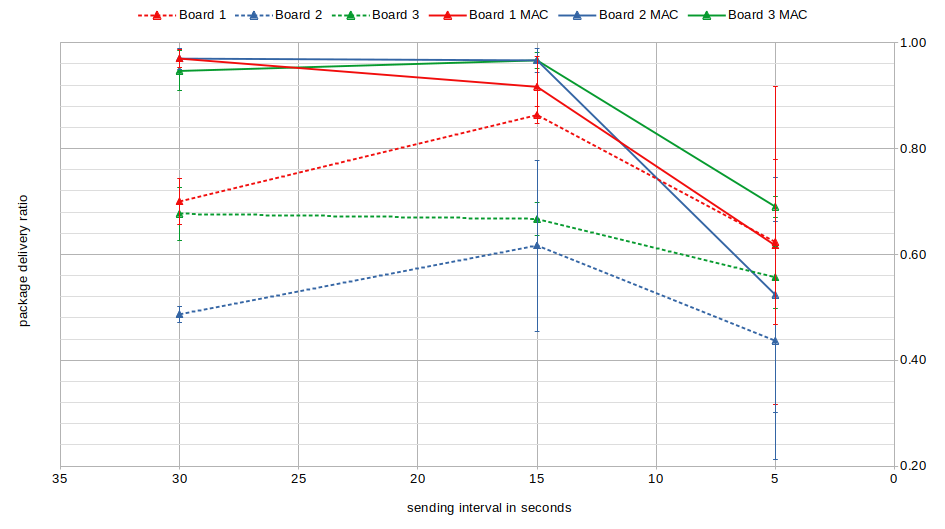 Board 1 Board 2 Board 3 Board 1 MAC Board 2 MAC Board 3 MAC
1.00
0.80
0.60
0.40
0.20
package delivery ratio
35 30 25 20 15 10 5 0
sending interval in seconds